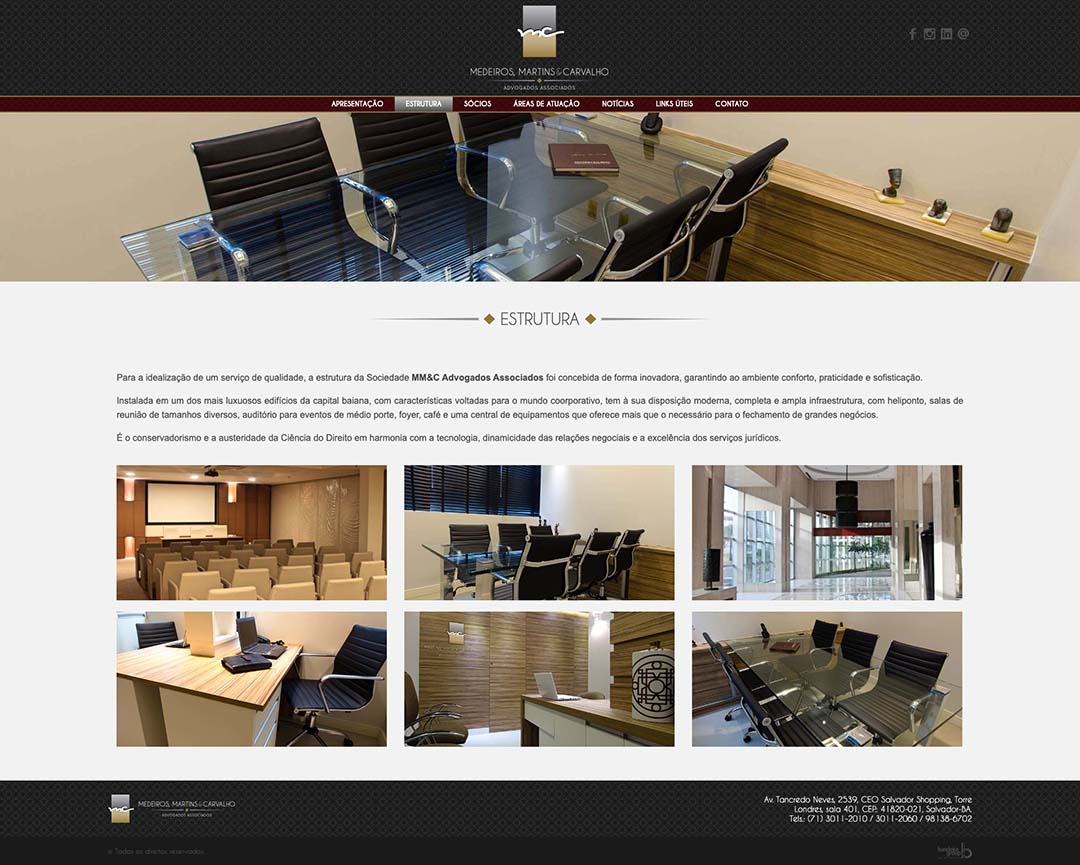 mc
MEDEIROS, MARTINS & CARVALHO
ADVOGADOS ASSOCIADOS
APRESENTAÇÃO ESTRUTURA SÓCIOS ÁREAS DE ATUAÇÃO NOTÍCIAS LINKS ÚTEIS CONTATO
ESTRUTURA
Para a idealização de um serviço de qualidade, a estrutura da Sociedade MM&C Advogados Associados foi concebida de forma inovadora, garantindo ao ambiente conforto, praticidade e sofisticação.
Instalada em um dos mais luxuosos edifícios da capital baiana, com características voltadas para o mundo coorporativo, tem à sua disposição moderna, completa e ampla infraestrutura, com heliponto, salas de
reunião de tamanhos diversos, auditório para eventos de médio porte, foyer, café e uma central de equipamentos que oferece mais que o necessário para o fechamento de grandes negócios.
É o conservadorismo e a austeridade da Ciência do Direito em harmonia com a tecnologia, dinamicidade das relações negociais e a excelência dos serviços jurídicos.
mc
mc
MEDEIROS, MARTINS & CARVALHO
ADVOGADOS ASSOCIADOS
Av. Tancredo Neves, 2539, CEO Salvador Shopping, Torre
Londres, sala 401, CEP: 41820-021, Salvador-BA.
Tels.: (71) 3011-2010 / 3011-2060 / 98138-6702
© Todos os direitos reservados.